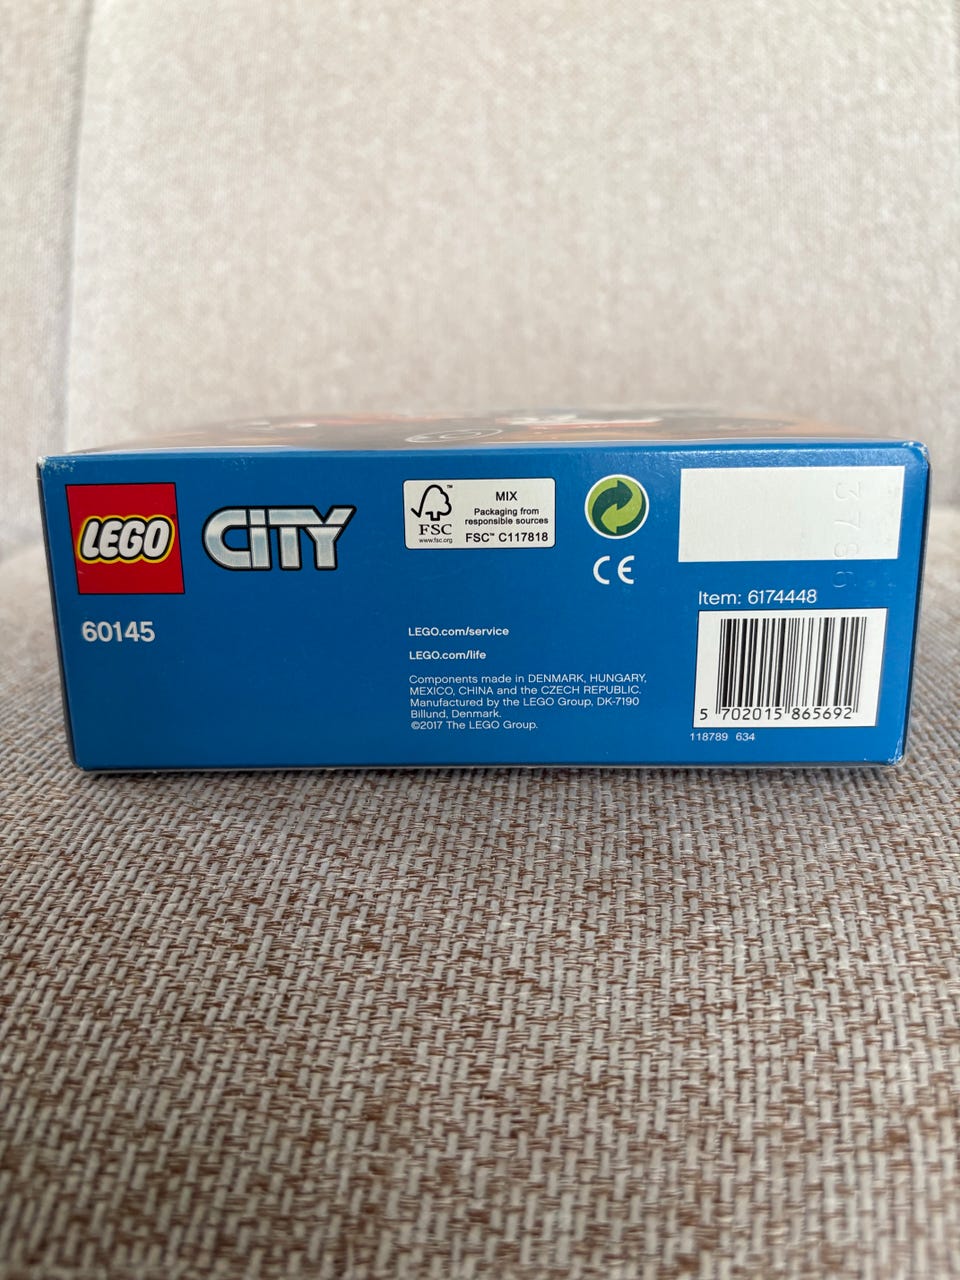 LEGO
CITY
60145
FSC™
www.fsc.org
MIX
Packaging from
responsible sources
FSC™ C117818
CE
LEGO.com/service
LEGO.com/life
Components made in DENMARK, HUNGARY,
MEXICO, CHINA and the CZECH REPUBLIC.
Manufactured by the LEGO Group, DK-7190
Billund, Denmark.
©2017 The LEGO Group.
Item: 6174448
5 702015 865692
118789 634